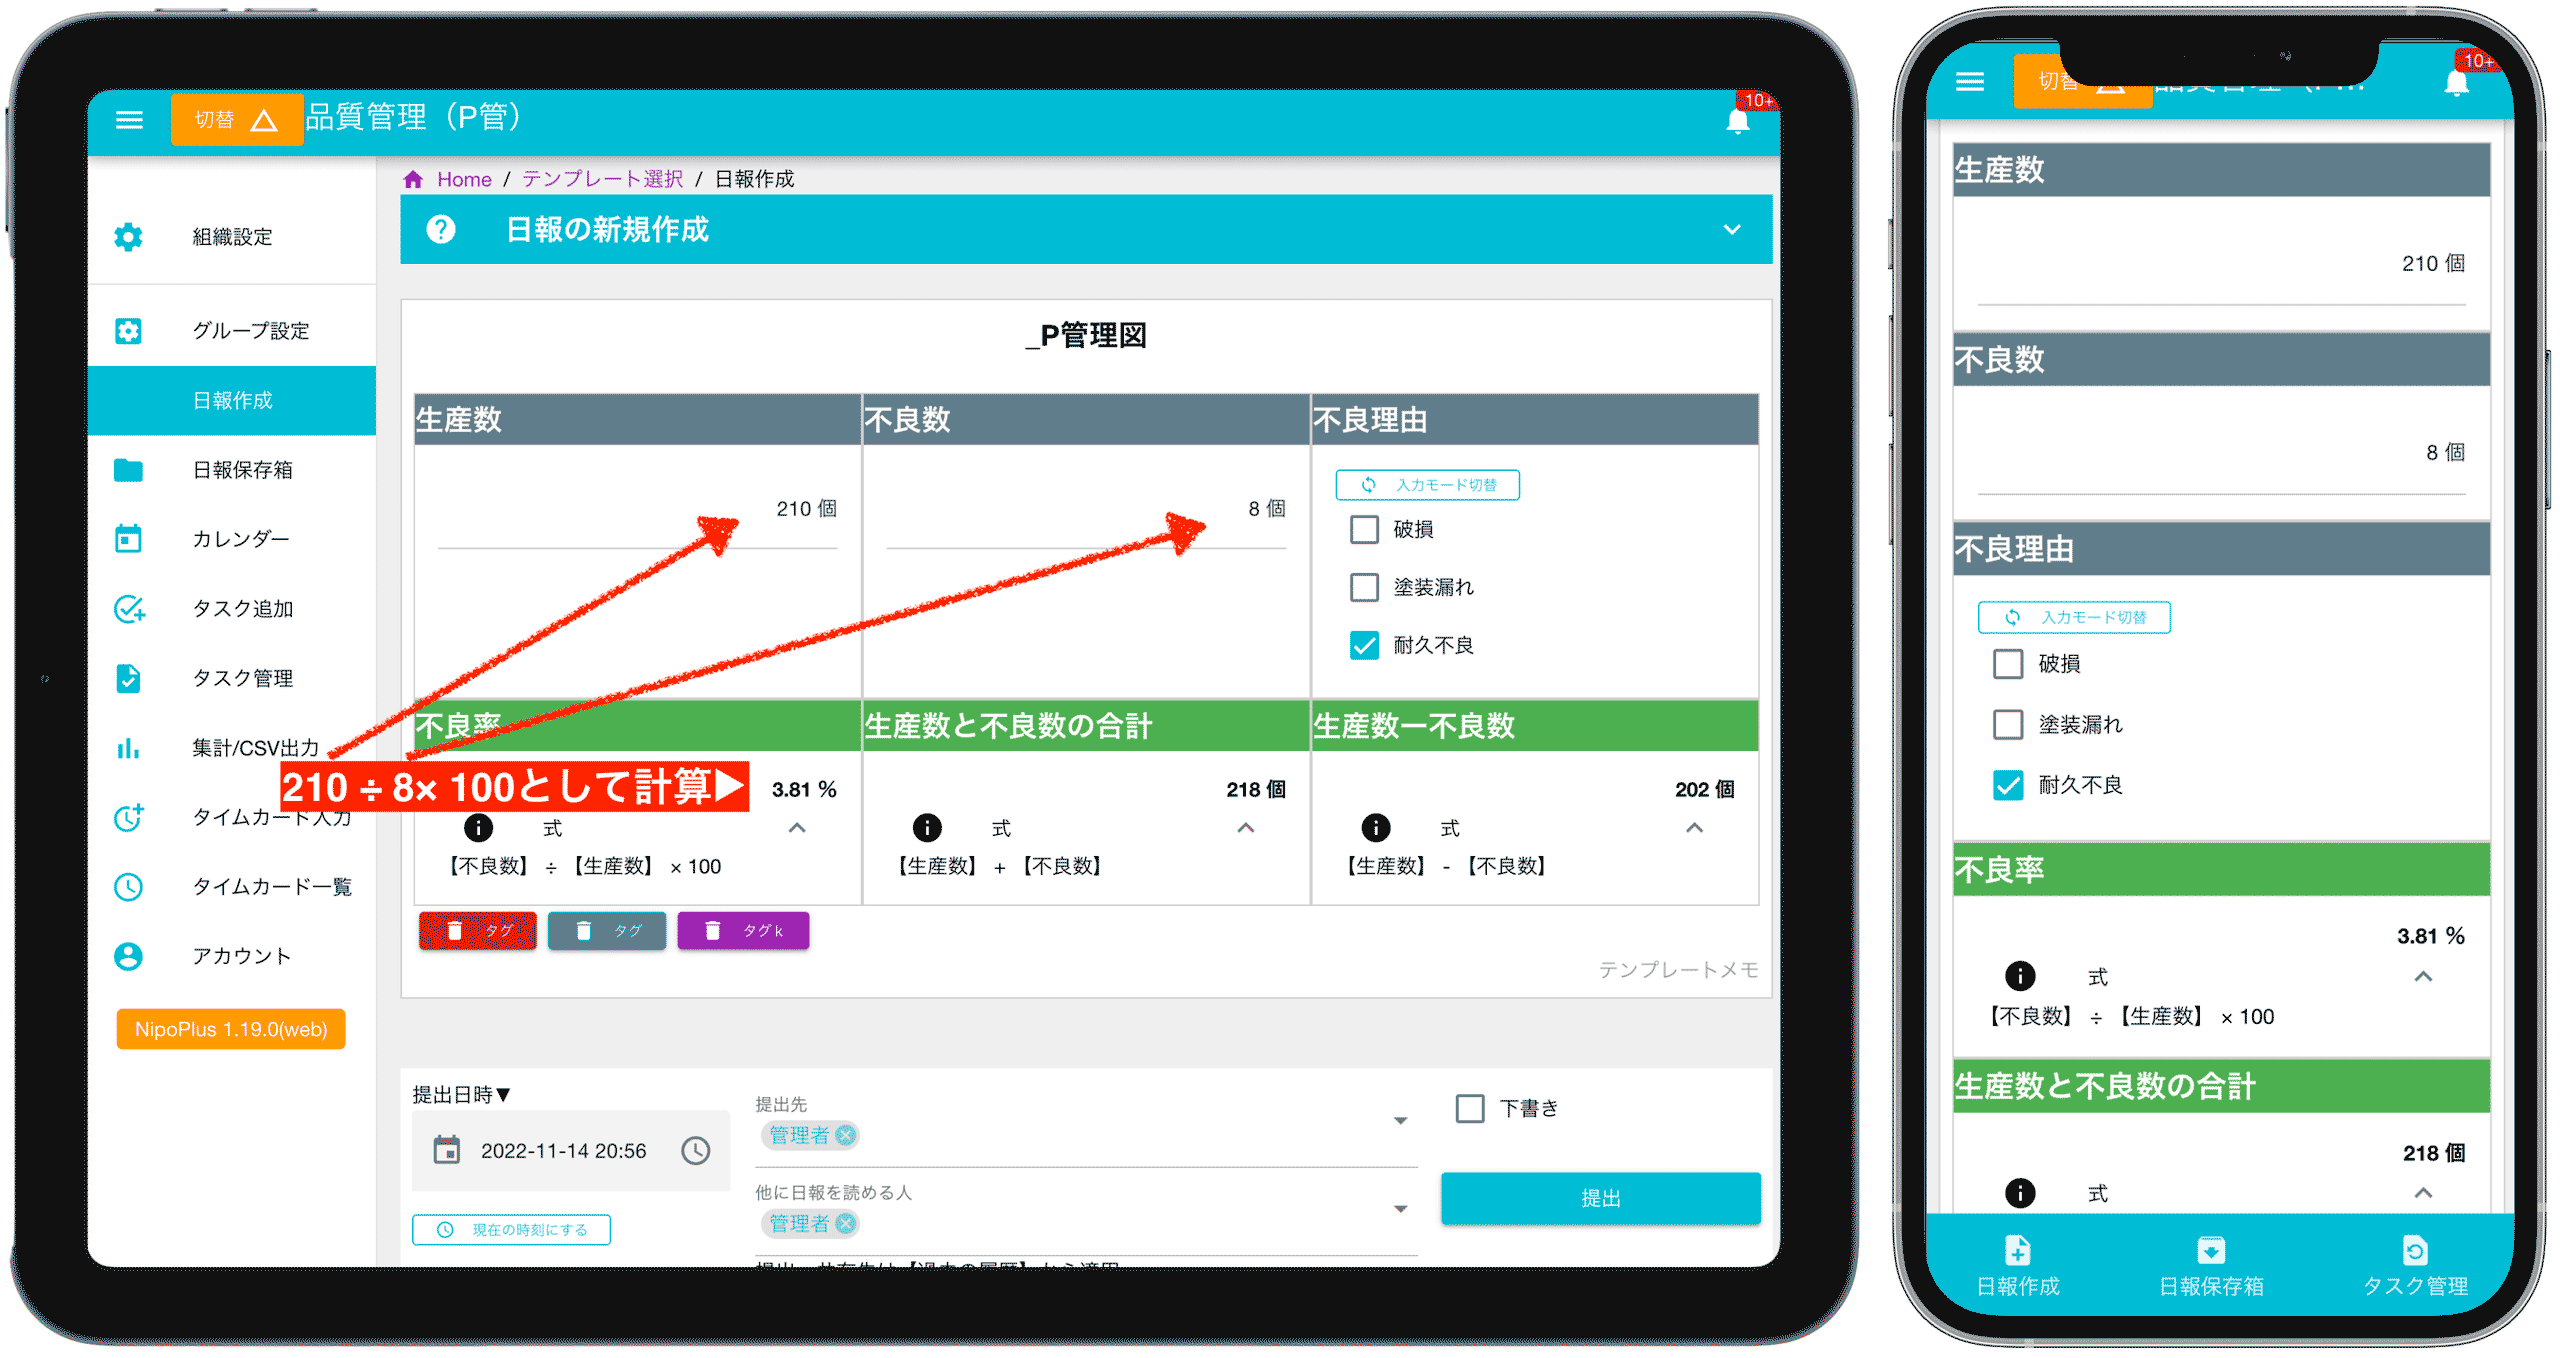 切替
品質管理（P管）
10+
組織設定
グループ設定
日報作成
日報保存箱
カレンダー
タスク追加
タスク管理
集計/CSV出力
タイムカード入力
タイムカード一覧
アカウント
NipoPlus 1.19.0(web)
Home / テンプレート選択 / 日報作成
日報の新規作成
_P管理図
生産数
210 個
不良数
8 個
不良理由
入力モード切替
破損
塗装漏れ
耐久不良
不良率
210 ÷ 8× 100として計算▶
3.81 %
式
【不良数】 ÷ 【生産数】 × 100
生産数と不良数の合計
218 個
式
【生産数】 + 【不良数】
生産数ー不良数
202 個
式
【生産数】 - 【不良数】
タグ
タグ
タグk
テンプレートメモ
提出日時▼
2022-11-14 20:56
現在の時刻にする
提出先
管理者
他に日報を読める人
管理者
下書き
提出
切替
10+
生産数
210 個
不良数
8 個
不良理由
入力モード切替
破損
塗装漏れ
耐久不良
不良率
3.81 %
式
【不良数】 ÷ 【生産数】 × 100
生産数と不良数の合計
218 個
式
日報作成
日報保存箱
タスク管理